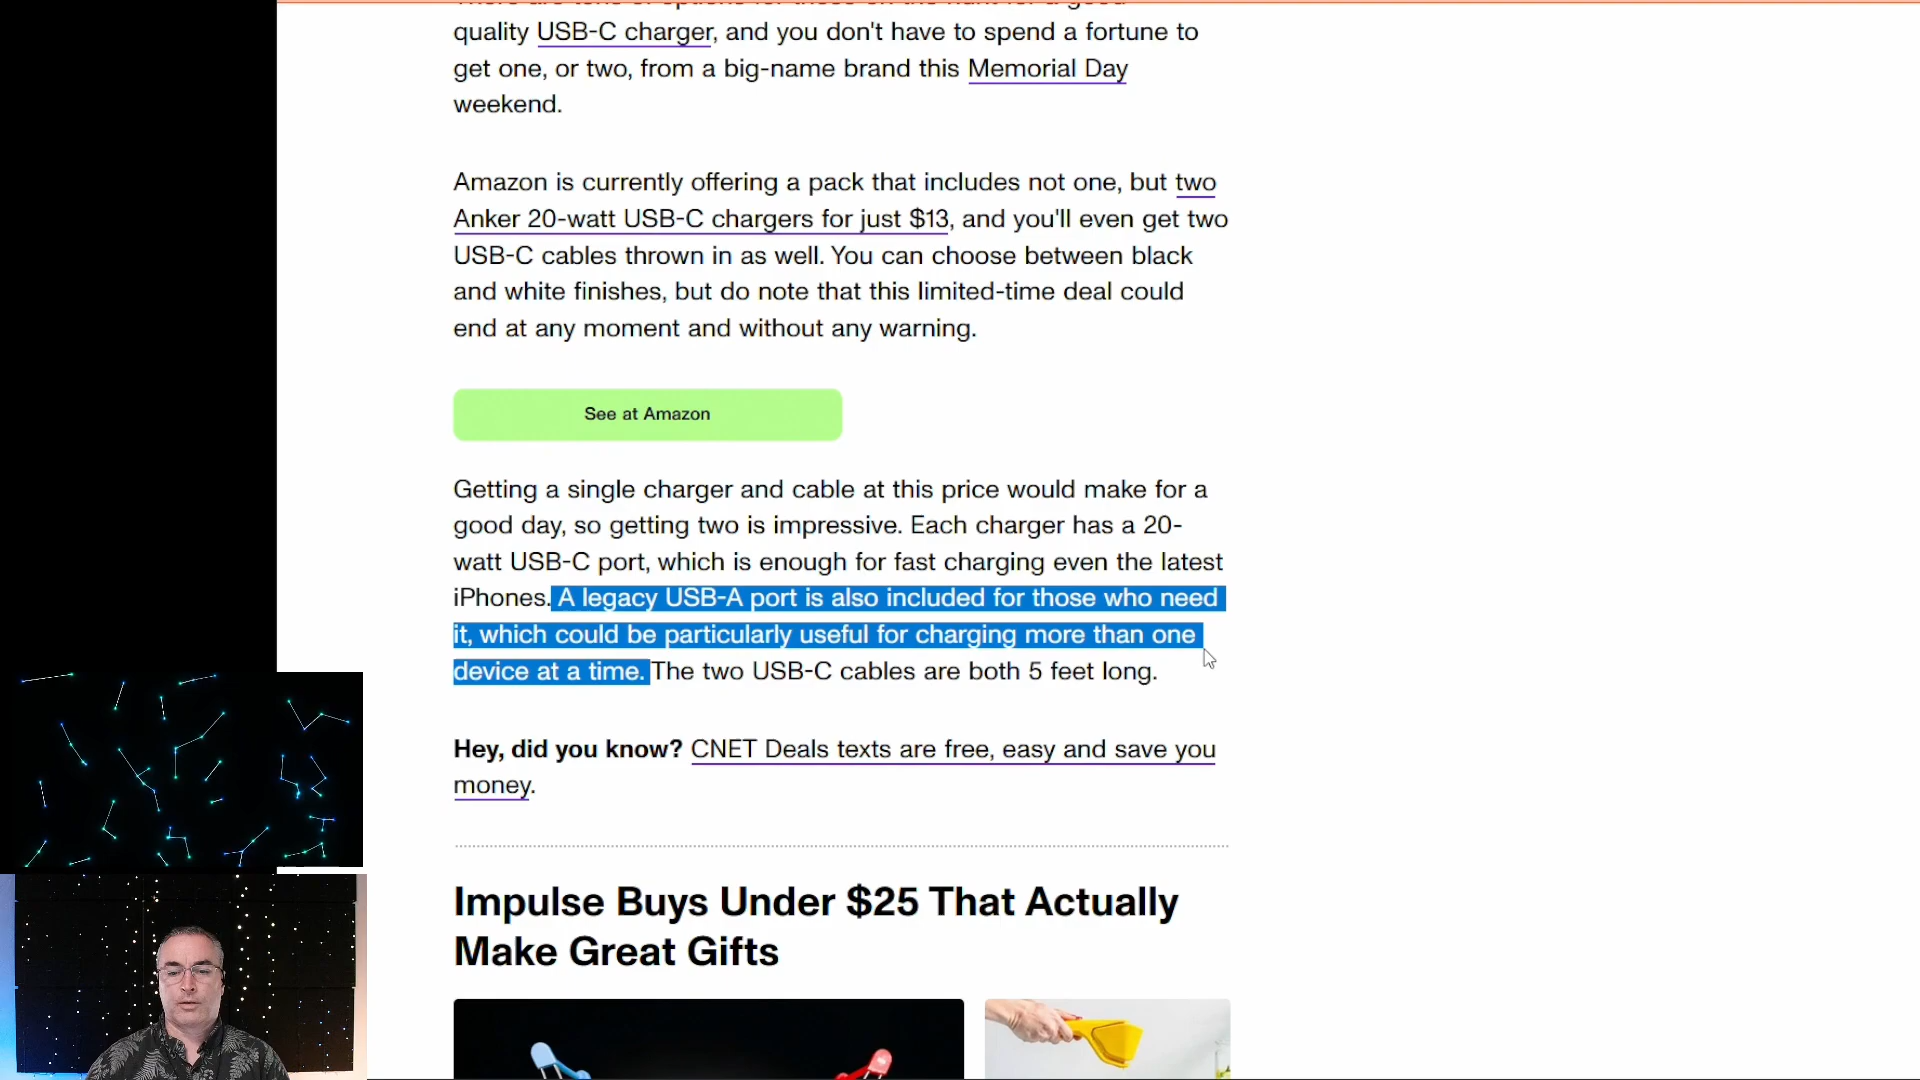 quality USB-C charger, and you don't have to spend a fortune to
get one, or two, from a big-name brand this Memorial Day
weekend.
Amazon is currently offering a pack that includes not one, but two
Anker 20-watt USB-C chargers for just $13, and you'll even get two
USB-C cables thrown in as well. You can choose between black
and white finishes, but do note that this limited-time deal could
end at any moment and without any warning.
See at Amazon
Getting a single charger and cable at this price would make for a
good day, so getting two is impressive. Each charger has a 20-
watt USB-C port, which is enough for fast charging even the latest
iPhones. A legacy USB-A port is also included for those who need
it, which could be particularly useful for charging more than one
device at a time. The two USB-C cables are both 5 feet long.
Hey, did you know? CNET Deals texts are free, easy and save you
money.
Impulse Buys Under $25 That Actually
Make Great Gifts